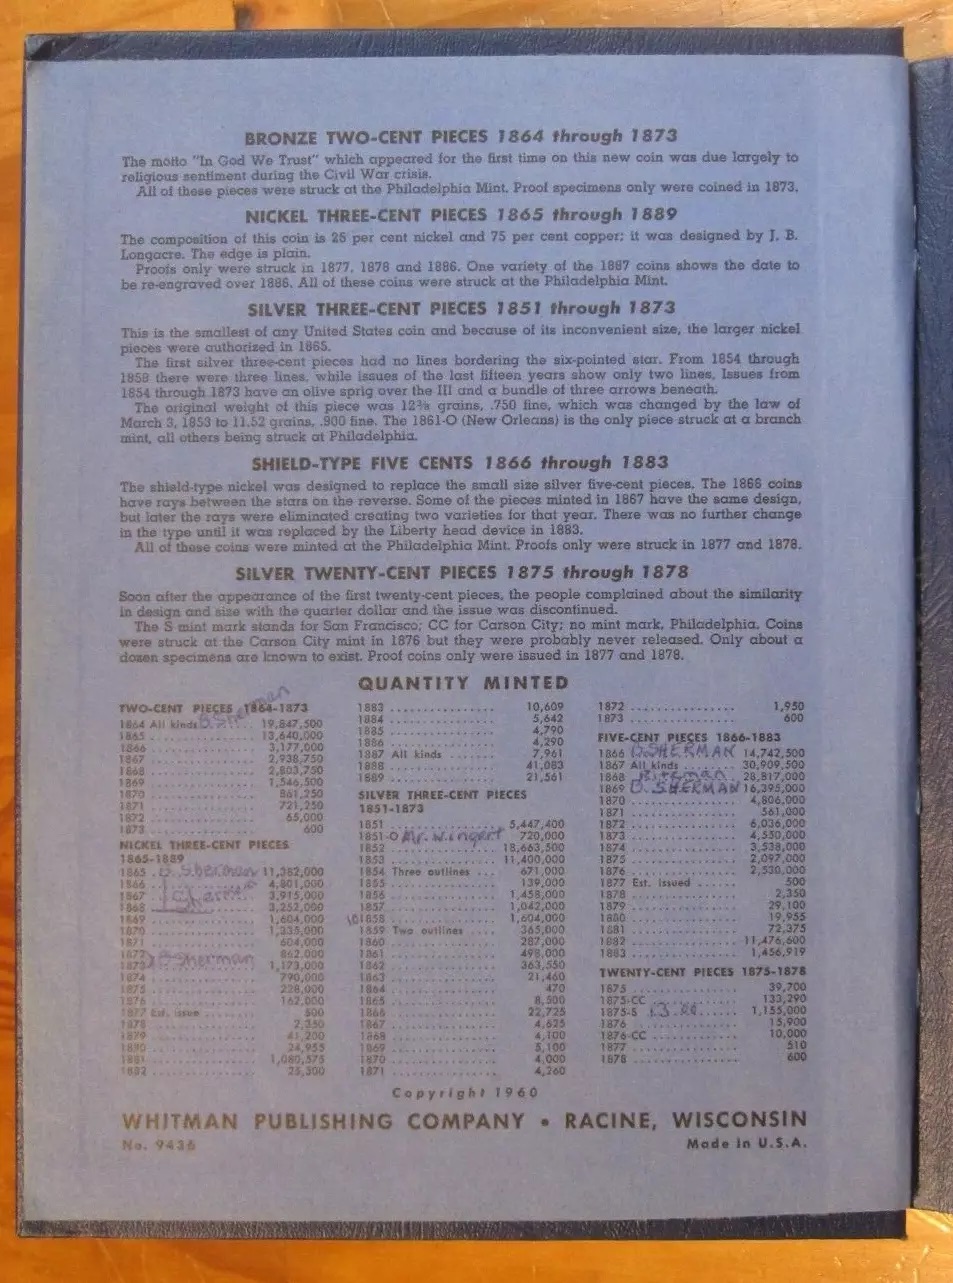 BRONZE TWO-CENT PIECES 1864 through 1873
The motto "In God We Trust" which appeared for the first time on this new coin was due largely to
religious sentiment during the Civil War crisis.
All of these pieces were struck at the Philadelphia Mint. Proof specimens only were coined in 1873.
NICKEL THREE-CENT PIECES 1865 through 1889
The composition of this coin is 25 per cent nickel and 75 per cent copper; it was designed by J. B.
Longacre. The edge is plain.
Proofs only were struck in 1877, 1878 and 1886. One variety of the 1887 coins shows the date to
be re-engraved over 1886. All of these coins were struck at the Philadelphia Mint.
SILVER THREE-CENT PIECES 1851 through 1873
This is the smallest of any United States coin and because of its inconvenient size, the larger nickel
pieces were authorized in 1865.
The first silver three-cent pieces had no lines bordering the six-pointed star. From 1854 through
1858 there were three lines, while issues of the last fifteen years show only two lines. Issues from
1854 through 1873 have an olive sprig over the III and a bundle of three arrows beneath.
The original weight of this piece was 12⅜ grains, .750 fine, which was changed by the law of
March 3, 1853 to 11.52 grains, .900 fine. The 1861-O (New Orleans) is the only piece struck at a branch
mint, all others being struck at Philadelphia.
SHIELD-TYPE FIVE CENTS 1866 through 1883
The shield-type nickel was designed to replace the small size silver five-cent pieces. The 1866 coins
have rays between the stars on the reverse. Some of the pieces minted in 1867 have the same design,
but later the rays were eliminated creating two varieties for that year. There was no further change
in the type until it was replaced by the Liberty head device in 1883.
All of these coins were minted at the Philadelphia Mint. Proofs only were struck in 1877 and 1878.
SILVER TWENTY-CENT PIECES 1875 through 1878
Soon after the appearance of the first twenty-cent pieces, the people complained about the similarity
in design and size with the quarter dollar and the issue was discontinued.
The S mint mark stands for San Francisco; CC for Carson City; no mint mark, Philadelphia. Coins
were struck at the Carson City mint in 1876 but they were probably never released. Only about a
dozen specimens are known to exist. Proof coins only were issued in 1877 and 1878.
QUANTITY MINTED
TWO-CENT PIECES 1864-1873
1864 All kinds B. Sherman 19,847,500
1865 13,640,000
1866 3,177,000
1867 2,938,750
1868 2,803,750
1869 1,546,500
1870 861,250
1871 721,250
1872 65,000
1873 600
NICKEL THREE-CENT PIECES
1865-1889
1865 B. Sherman 11,382,000
1866 4,801,000
1867 Sherman 3,915,000
1868 3,252,000
1869 1,604,000
1870 1,335,000
1871 604,000
1872 862,000
1873 B Sherman 1,173,000
1874 790,000
1875 228,000
1876 162,000
1877 Est. issue 500
1878 2,350
1879 41,200
1880 24,955
1881 1,080,575
1882 25,300
1883 10,609
1884 5,642
1885 4,790
1886 4,290
1887 All kinds 7,961
1888 41,083
1889 21,561
SILVER THREE-CENT PIECES
1851-1873
1851 5,447,400
1851-O Mr. Wingert 720,000
1852 18,663,500
1853 11,400,000
1854 Three outlines 671,000
1855 139,000
1856 1,458,000
1857 1,042,000
1858 1,604,000
1859 Two outlines 365,000
1860 287,000
1861 498,000
1862 363,550
1863 21,460
1864 470
1865 8,500
1866 22,725
1867 4,625
1868 4,100
1869 5,100
1870 4,000
1871 4,260
1872 1,950
1873 600
FIVE-CENT PIECES 1866-1883
1866 D. SHERMAN 14,742,500
1867 All kinds 30,909,500
1868 28,817,000
1869 D. SHERMAN 16,395,000
1870 4,806,000
1871 561,000
1872 6,036,000
1873 4,550,000
1874 3,538,000
1875 2,097,000
1876 2,530,000
1877 Est. issued 500
1878 2,350
1879 29,100
1880 19,955
1881 72,375
1882 11,476,600
1883 1,456,919
TWENTY-CENT PIECES 1875-1878
1875 39,700
1875-CC 133,290
1875-S 13.00 1,155,000
1876 15,900
1876-CC 10,000
1877 510
1878 600
Copyright 1960
WHITMAN PUBLISHING COMPANY • RACINE, WISCONSIN
No. 9436 Made in U.S.A.